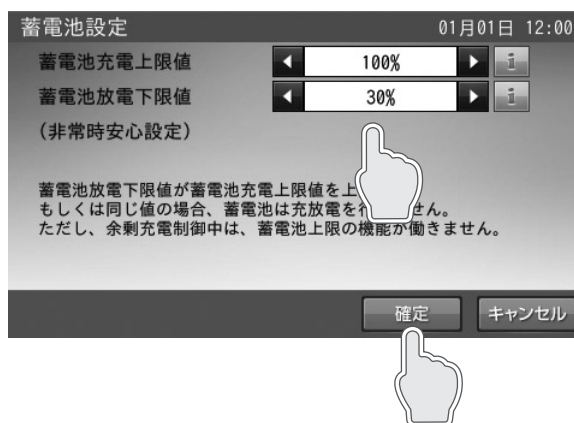 蓄電池設定 01月01日 12:00
蓄電池充電上限値 ◀ 100% ▶ i
蓄電池放電下限値 ◀ 30% ▶ i
(非常時安心設定)
蓄電池放電下限値が蓄電池充電上限値を上
もしくは同じ値の場合、蓄電池は充放電を行 せん。
ただし、余剰充電制御中は、蓄電池上限の機能が働きません。
確定 キャンセル